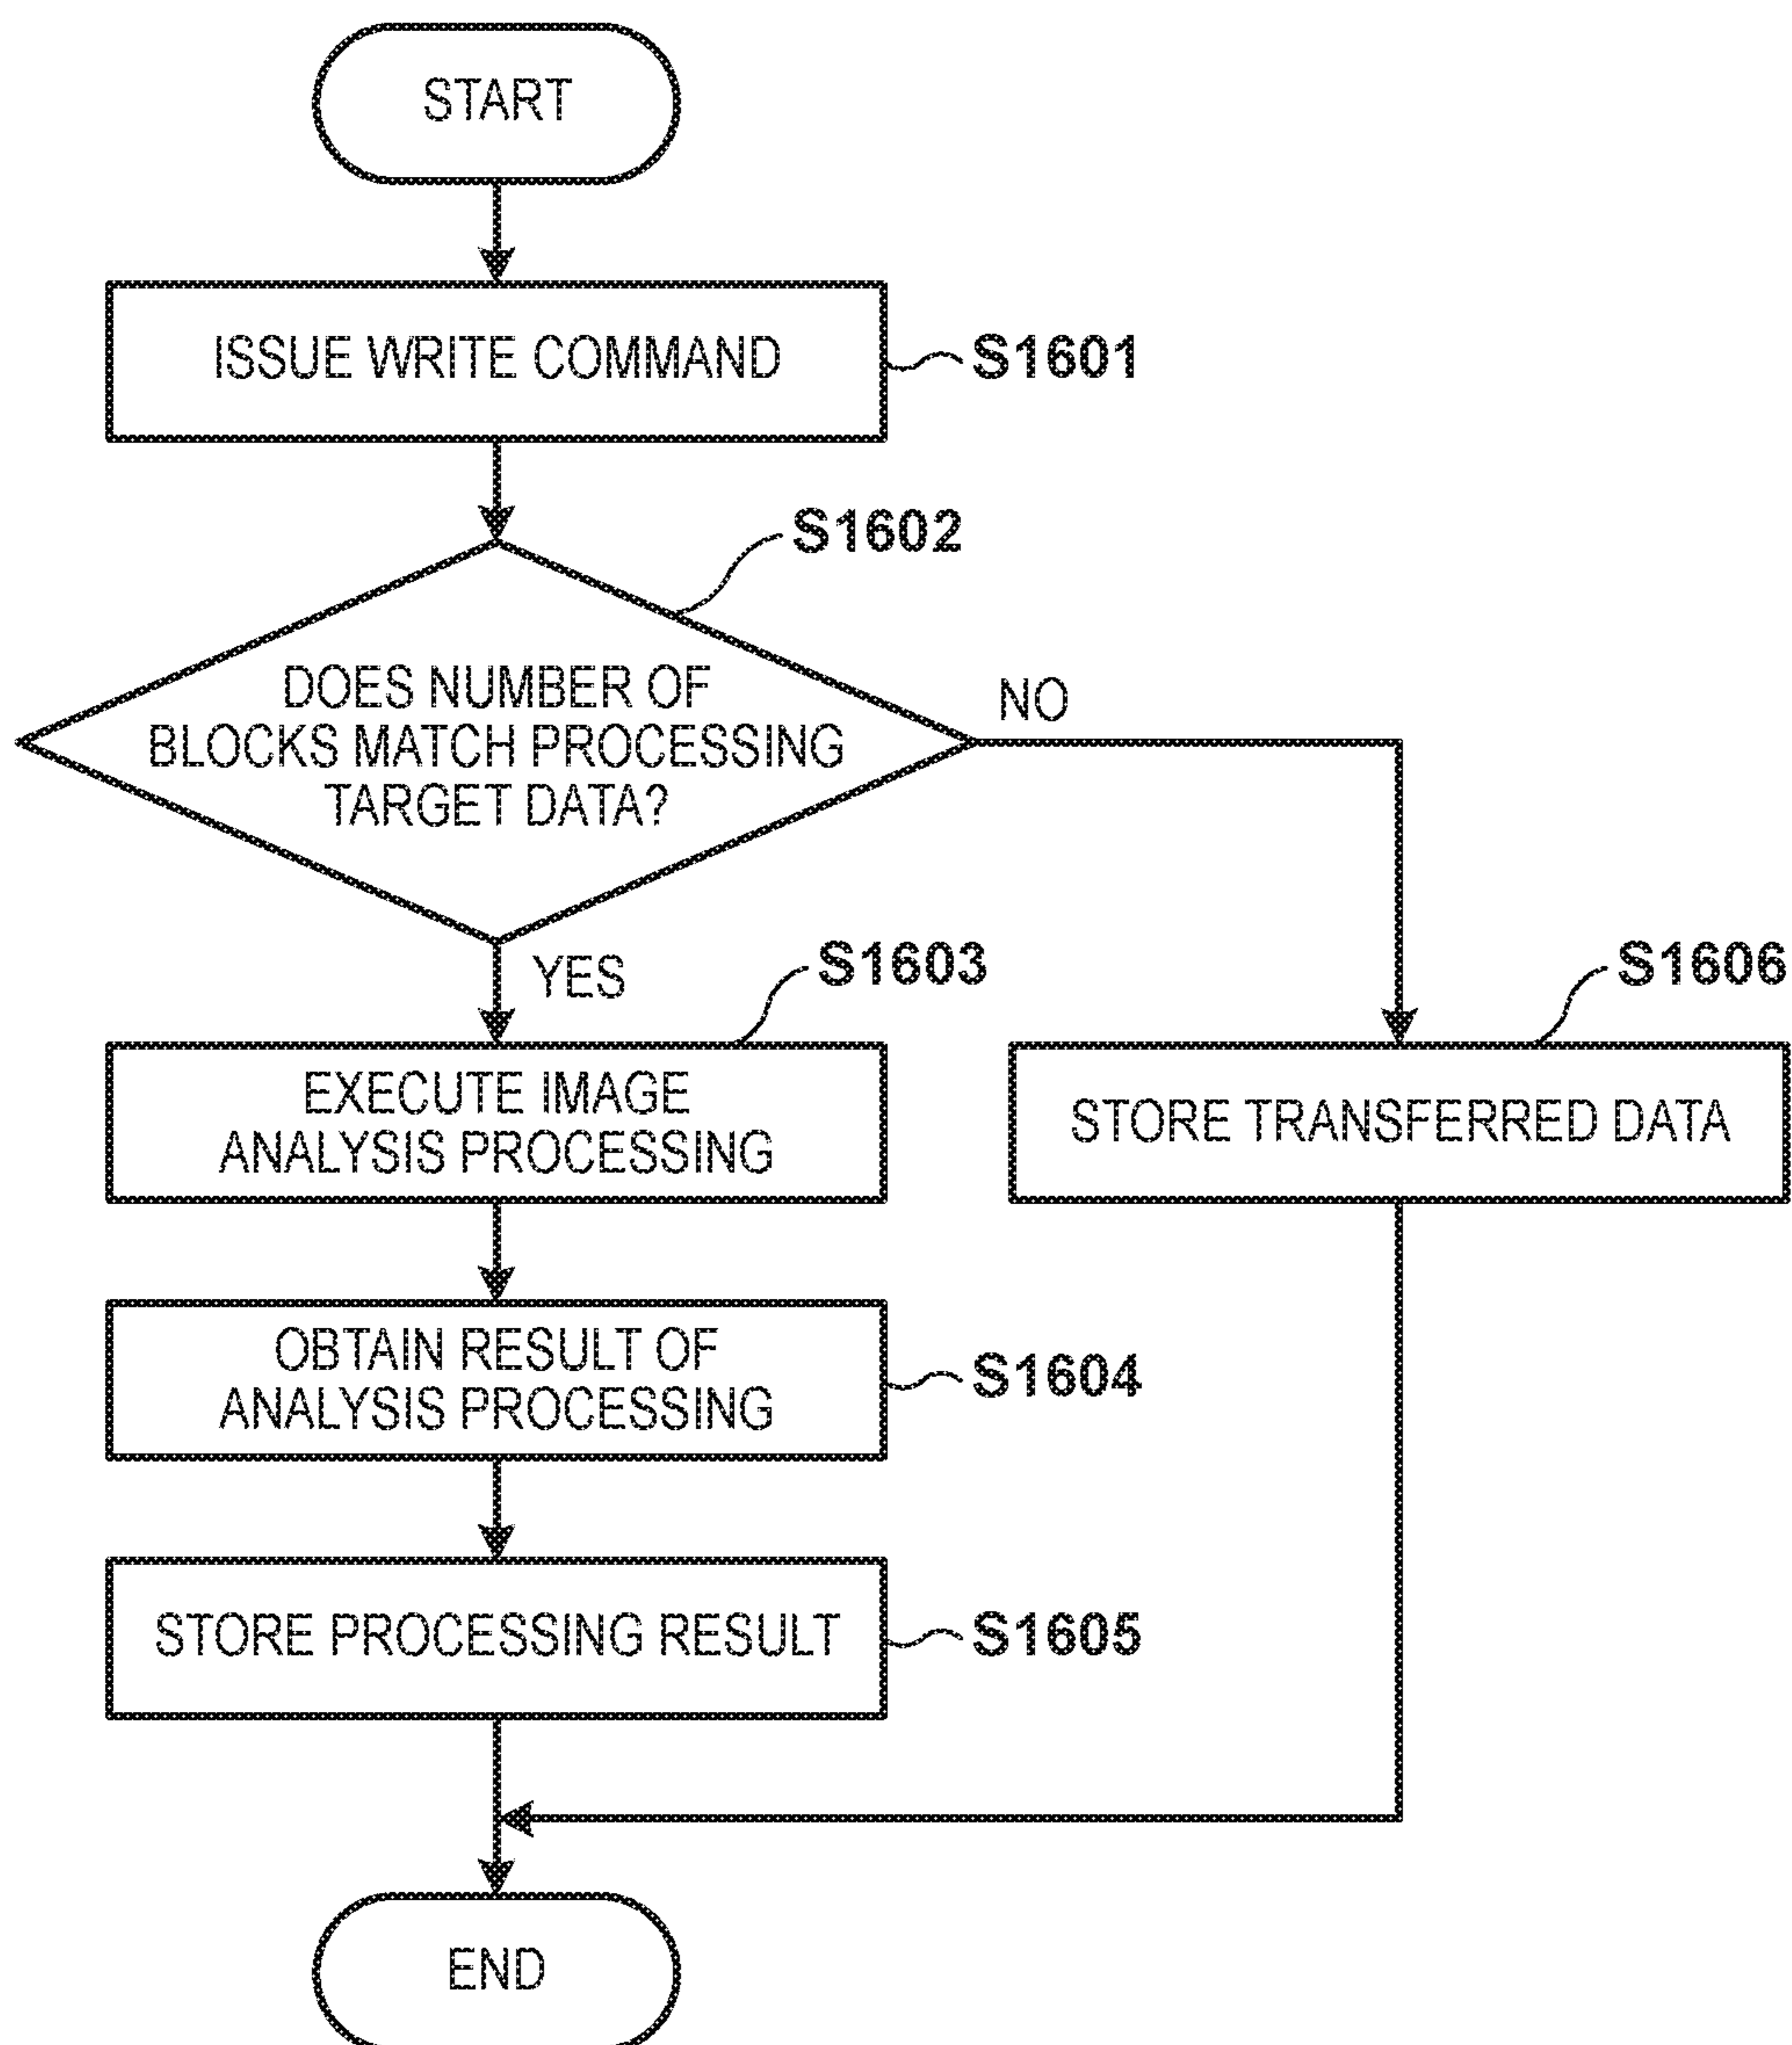 START
ISSUE WRITE COMMAND
S1601
S1602
DOES NUMBER OF
BLOCKS MATCH PROCESSING
TARGET DATA?
NO
YES
S1603
S1606
EXECUTE IMAGE
ANALYSIS PROCESSING
STORE TRANSFERRED DATA
OBTAIN RESULT OF
ANALYSIS PROCESSING
S1604
STORE PROCESSING RESULT
S1605
END